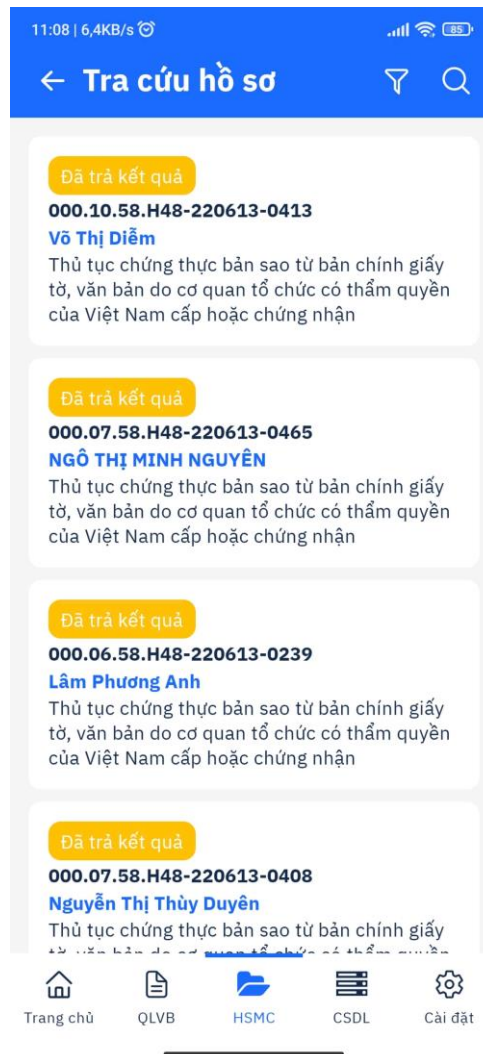 11:08 | 6,4KB/s
85
Tra cứu hồ sơ
Đã trả kết quả
000.10.58.H48-220613-0413
Võ Thị Diễm
Thủ tục chứng thực bản sao từ bản chính giấy
tờ, văn bản do cơ quan tổ chức có thẩm quyền
của Việt Nam cấp hoặc chứng nhận
Đã trả kết quả
000.07.58.H48-220613-0465
NGÔ THỊ MINH NGUYÊN
Thủ tục chứng thực bản sao từ bản chính giấy
tờ, văn bản do cơ quan tổ chức có thẩm quyền
của Việt Nam cấp hoặc chứng nhận
Đã trả kết quả
000.06.58.H48-220613-0239
Lâm Phương Anh
Thủ tục chứng thực bản sao từ bản chính giấy
tờ, văn bản do cơ quan tổ chức có thẩm quyền
của Việt Nam cấp hoặc chứng nhận
Đã trả kết quả
000.07.58.H48-220613-0408
Nguyễn Thị Thùy Duyên
Thủ tục chứng thực bản sao từ bản chính giấy
Trang chủ
QLVB
HSMC
CSDL
Cài đặt